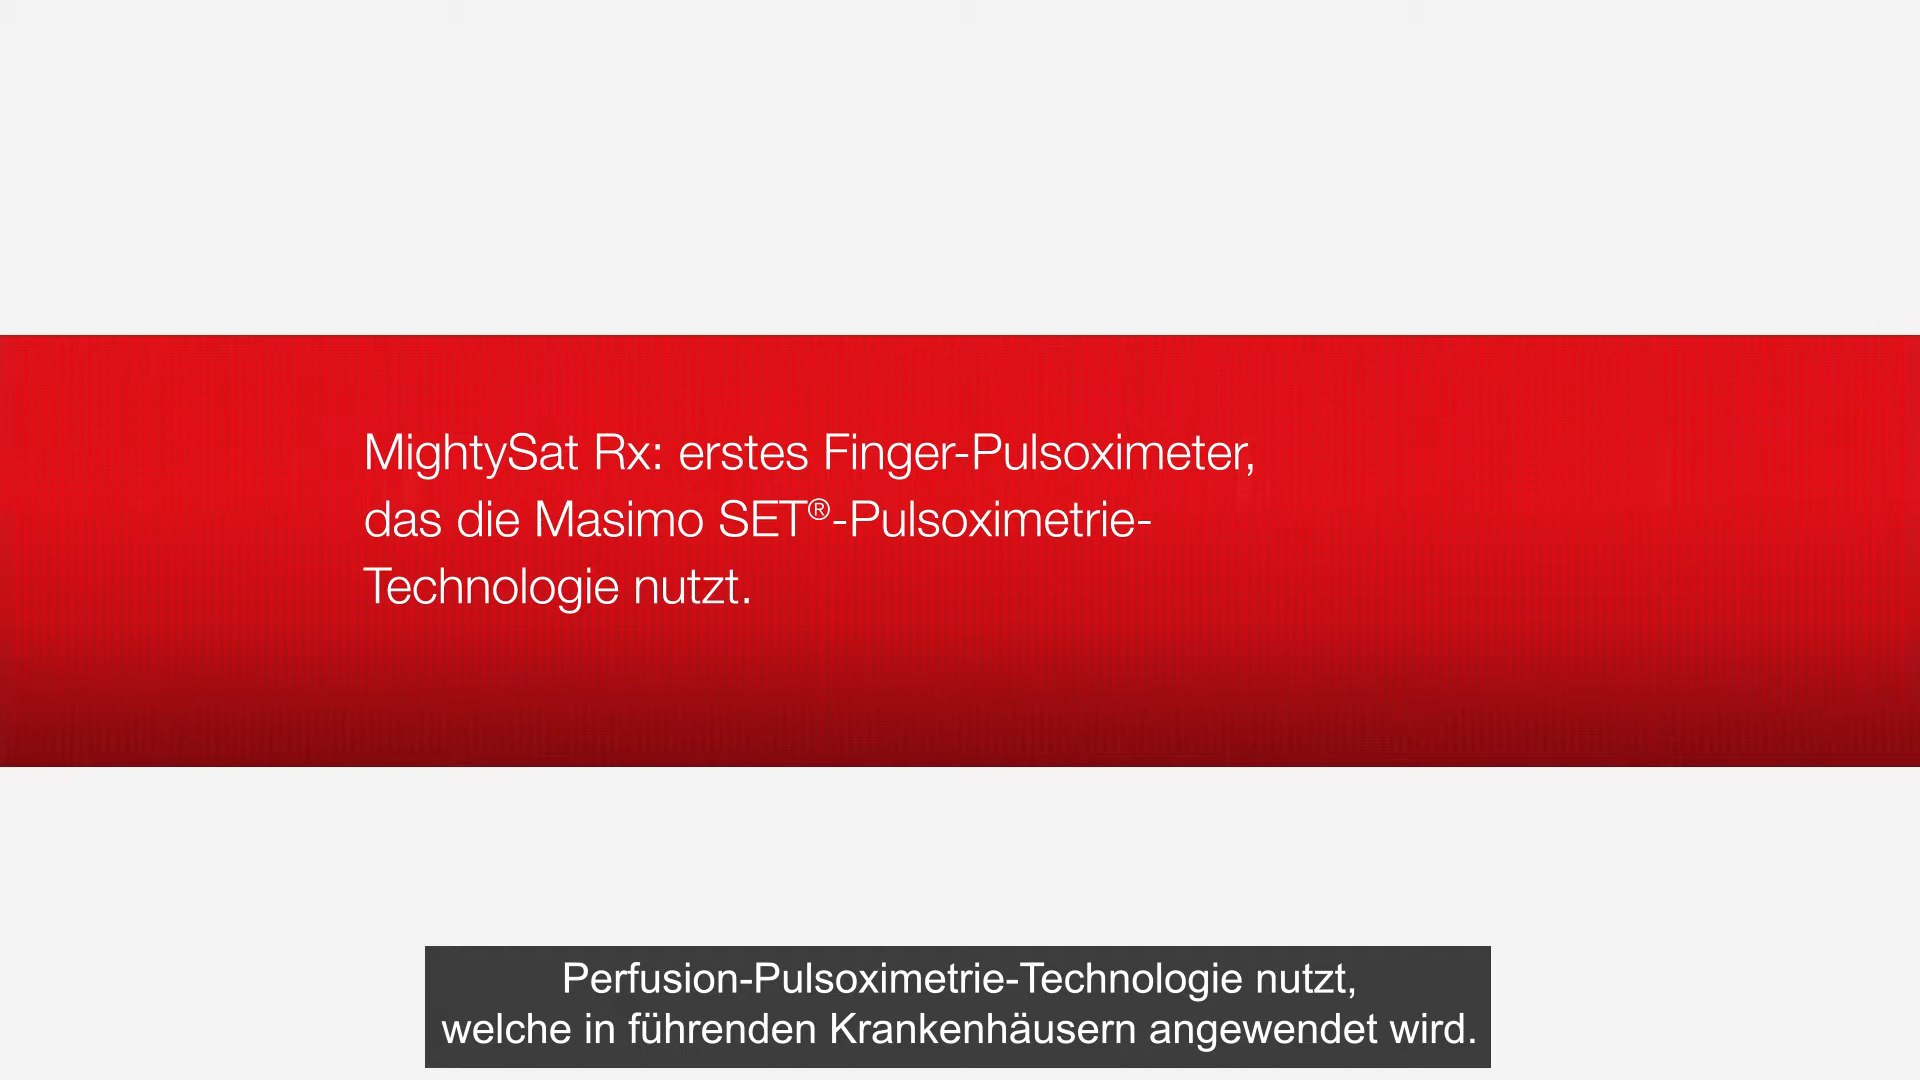 MightySat Rx: erstes Finger-Pulsoximeter,
das die Masimo SET®-Pulsoximetrie-
Technologie nutzt.
Perfusion-Pulsoximetrie-Technologie nutzt,
welche in führenden Krankenhäusern angewendet wird.